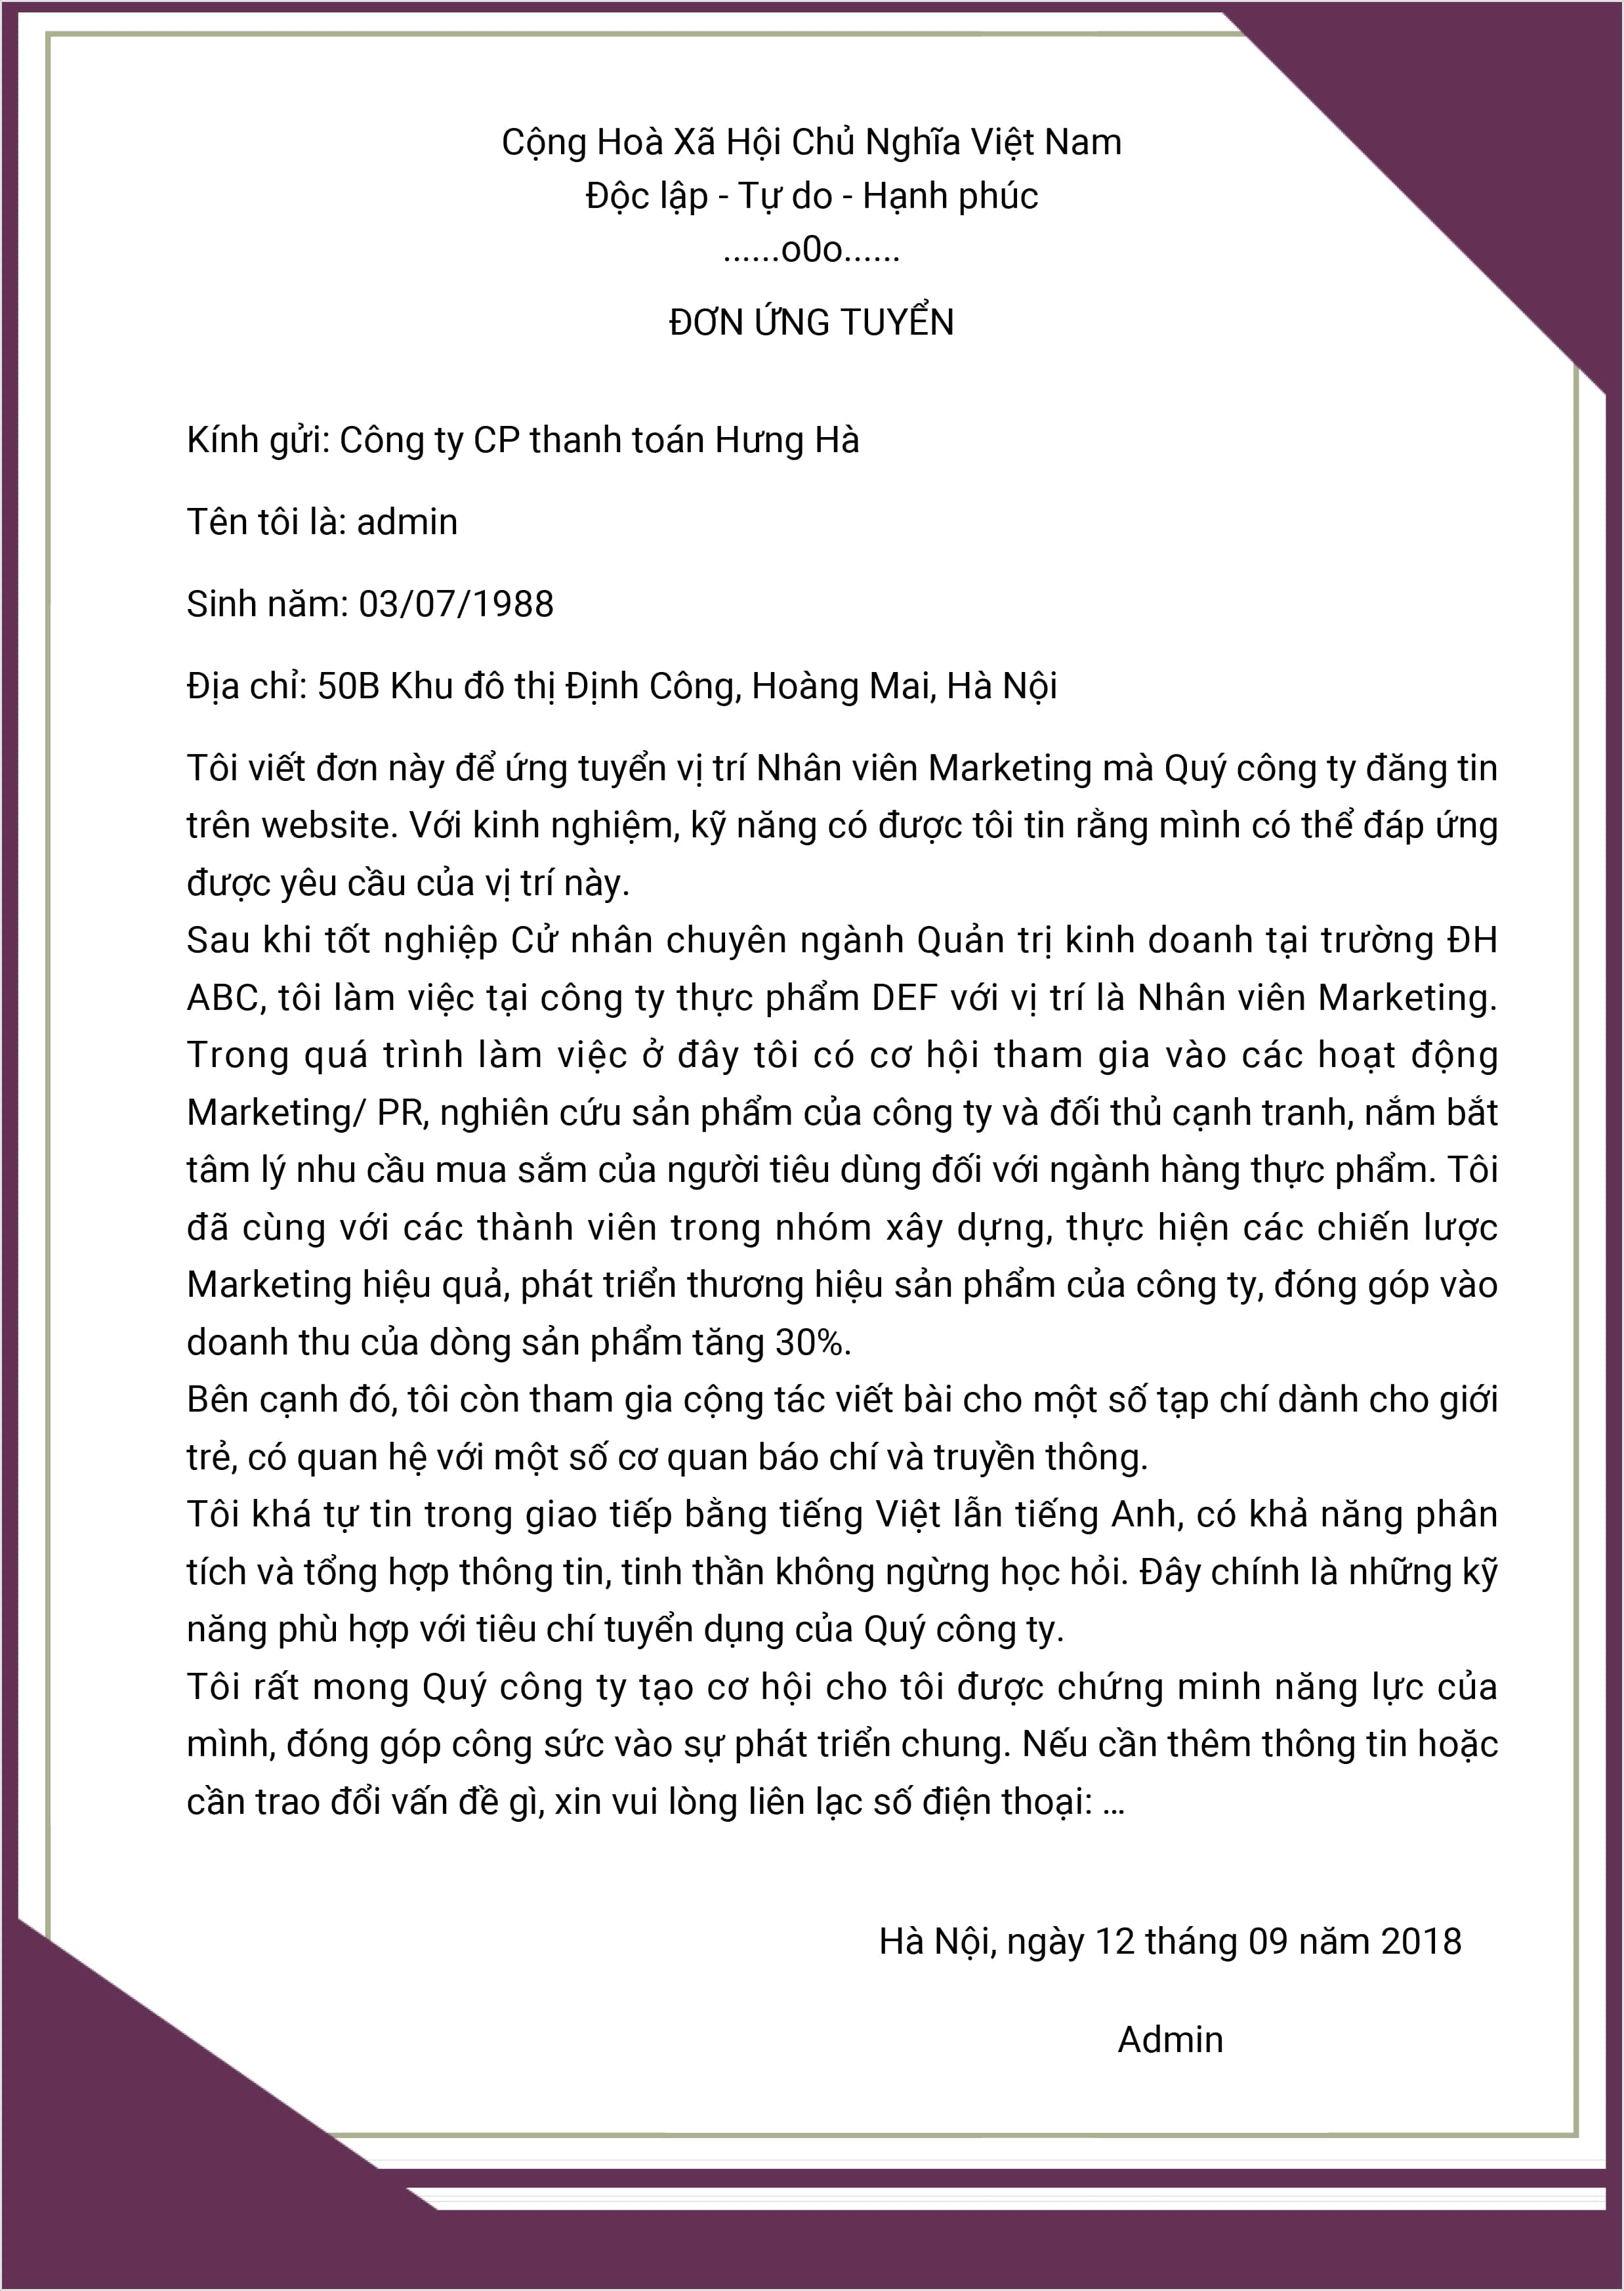 Cộng Hoà Xã Hội Chủ Nghĩa Việt Nam
Độc lập - Tự do - Hạnh phúc
......o0o......
ĐƠN ỨNG TUYỂN
Kính gửi: Công ty CP thanh toán Hưng Hà
Tên tôi là: admin
Sinh năm: 03/07/1988
Địa chỉ: 50B Khu đô thị Định Công, Hoàng Mai, Hà Nội
Tôi viết đơn này để ứng tuyển vị trí Nhân viên Marketing mà Quý công ty đăng tin
trên website. Với kinh nghiệm, kỹ năng có được tôi tin rằng mình có thể đáp ứng
được yêu cầu của vị trí này.
Sau khi tốt nghiệp Cử nhân chuyên ngành Quản trị kinh doanh tại trường ĐH
ABC, tôi làm việc tại công ty thực phẩm DEF với vị trí là Nhân viên Marketing.
Trong quá trình làm việc ở đây tôi có cơ hội tham gia vào các hoạt động
Marketing/ PR, nghiên cứu sản phẩm của công ty và đối thủ cạnh tranh, nắm bắt
tâm lý nhu cầu mua sắm của người tiêu dùng đối với ngành hàng thực phẩm. Tôi
đã cùng với các thành viên trong nhóm xây dựng, thực hiện các chiến lược
Marketing hiệu quả, phát triển thương hiệu sản phẩm của công ty, đóng góp vào
doanh thu của dòng sản phẩm tăng 30%.
Bên cạnh đó, tôi còn tham gia cộng tác viết bài cho một số tạp chí dành cho giới
trẻ, có quan hệ với một số cơ quan báo chí và truyền thông.
Tôi khá tự tin trong giao tiếp bằng tiếng Việt lẫn tiếng Anh, có khả năng phân
tích và tổng hợp thông tin, tinh thần không ngừng học hỏi. Đây chính là những kỹ
năng phù hợp với tiêu chí tuyển dụng của Quý công ty.
Tôi rất mong Quý công ty tạo cơ hội cho tôi được chứng minh năng lực của
mình, đóng góp công sức vào sự phát triển chung. Nếu cần thêm thông tin hoặc
cần trao đổi vấn đề gì, xin vui lòng liên lạc số điện thoại: ...
Hà Nội, ngày 12 tháng 09 năm 2018
Admin